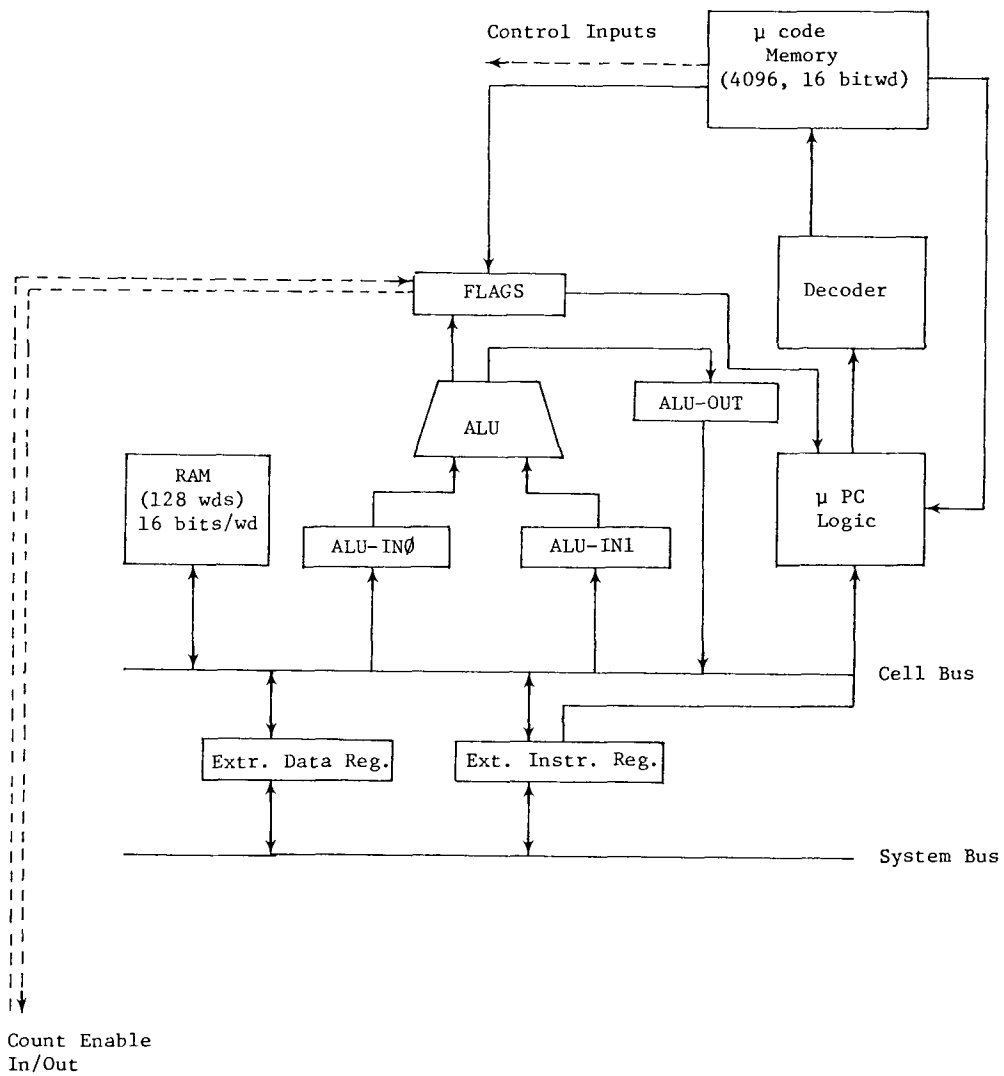 Control Inputs
μ code
Memory
(4096, 16 bitwd)
FLAGS
Decoder
ALU
ALU-OUT
RAM
(128 wds)
16 bits/wd
μ PC
Logic
ALU-INØ
ALU-IN1
Cell Bus
Extr. Data Reg.
Ext. Instr. Reg.
System Bus
Count Enable
In/Out